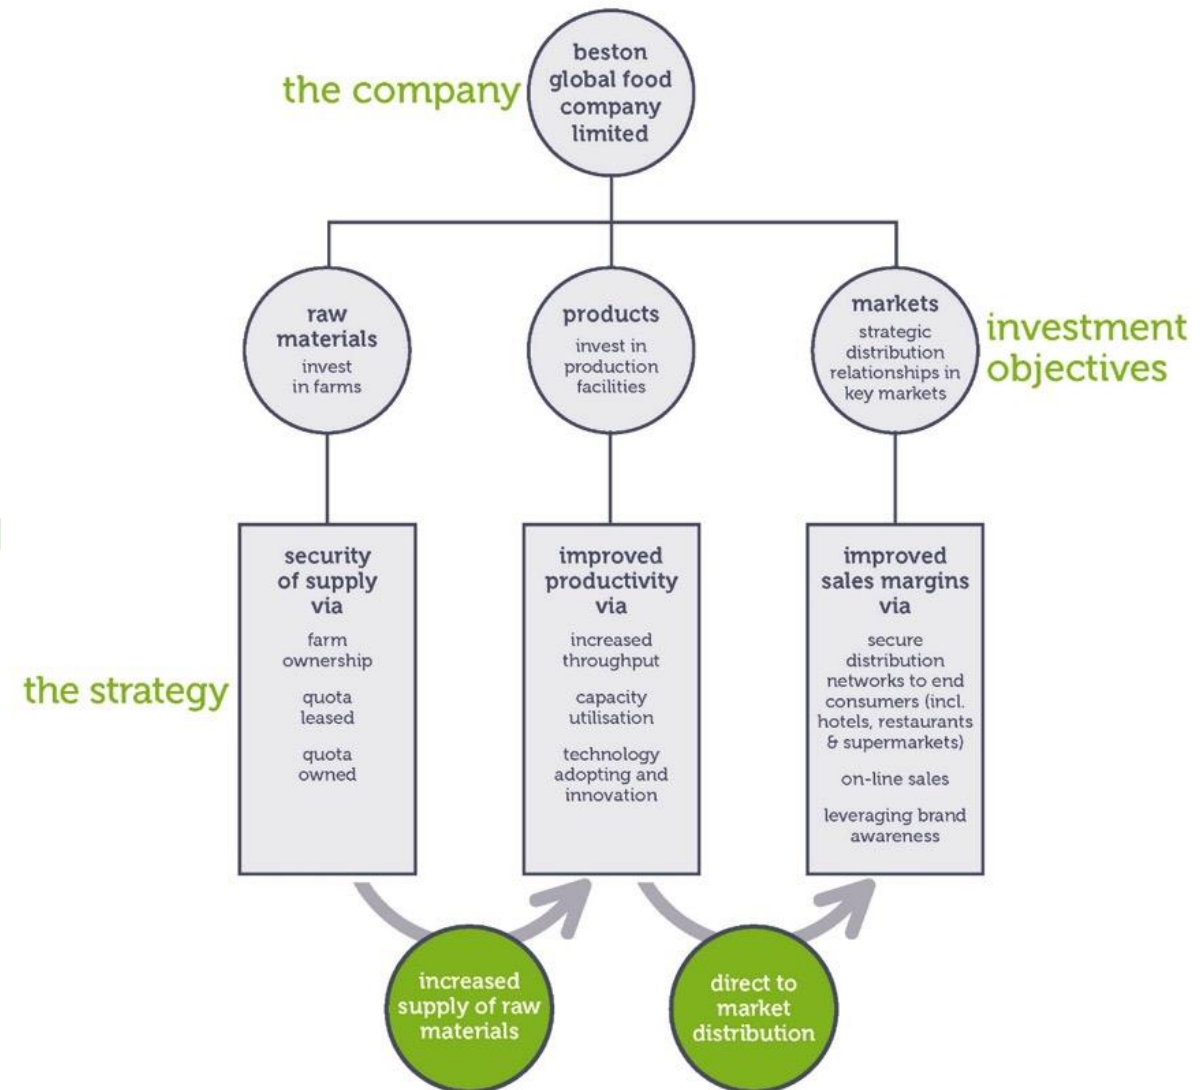 the company
beston
global food
company
limited
raw
materials
invest
in farms
products
invest in
production
facilities
markets
strategic
distribution
relationships in
key markets
investment
objectives
the strategy
security
of supply
via
farm
ownership
quota
leased
quota
owned
improved
productivity
via
increased
throughput
capacity
utilisation
technology
adopting and
innovation
improved
sales margins
via
secure
distribution
networks to end
consumers (incl.
hotels, restaurants
& supermarkets)
on-line sales
leveraging brand
awareness
increased
supply of raw
materials
direct to
market
distribution